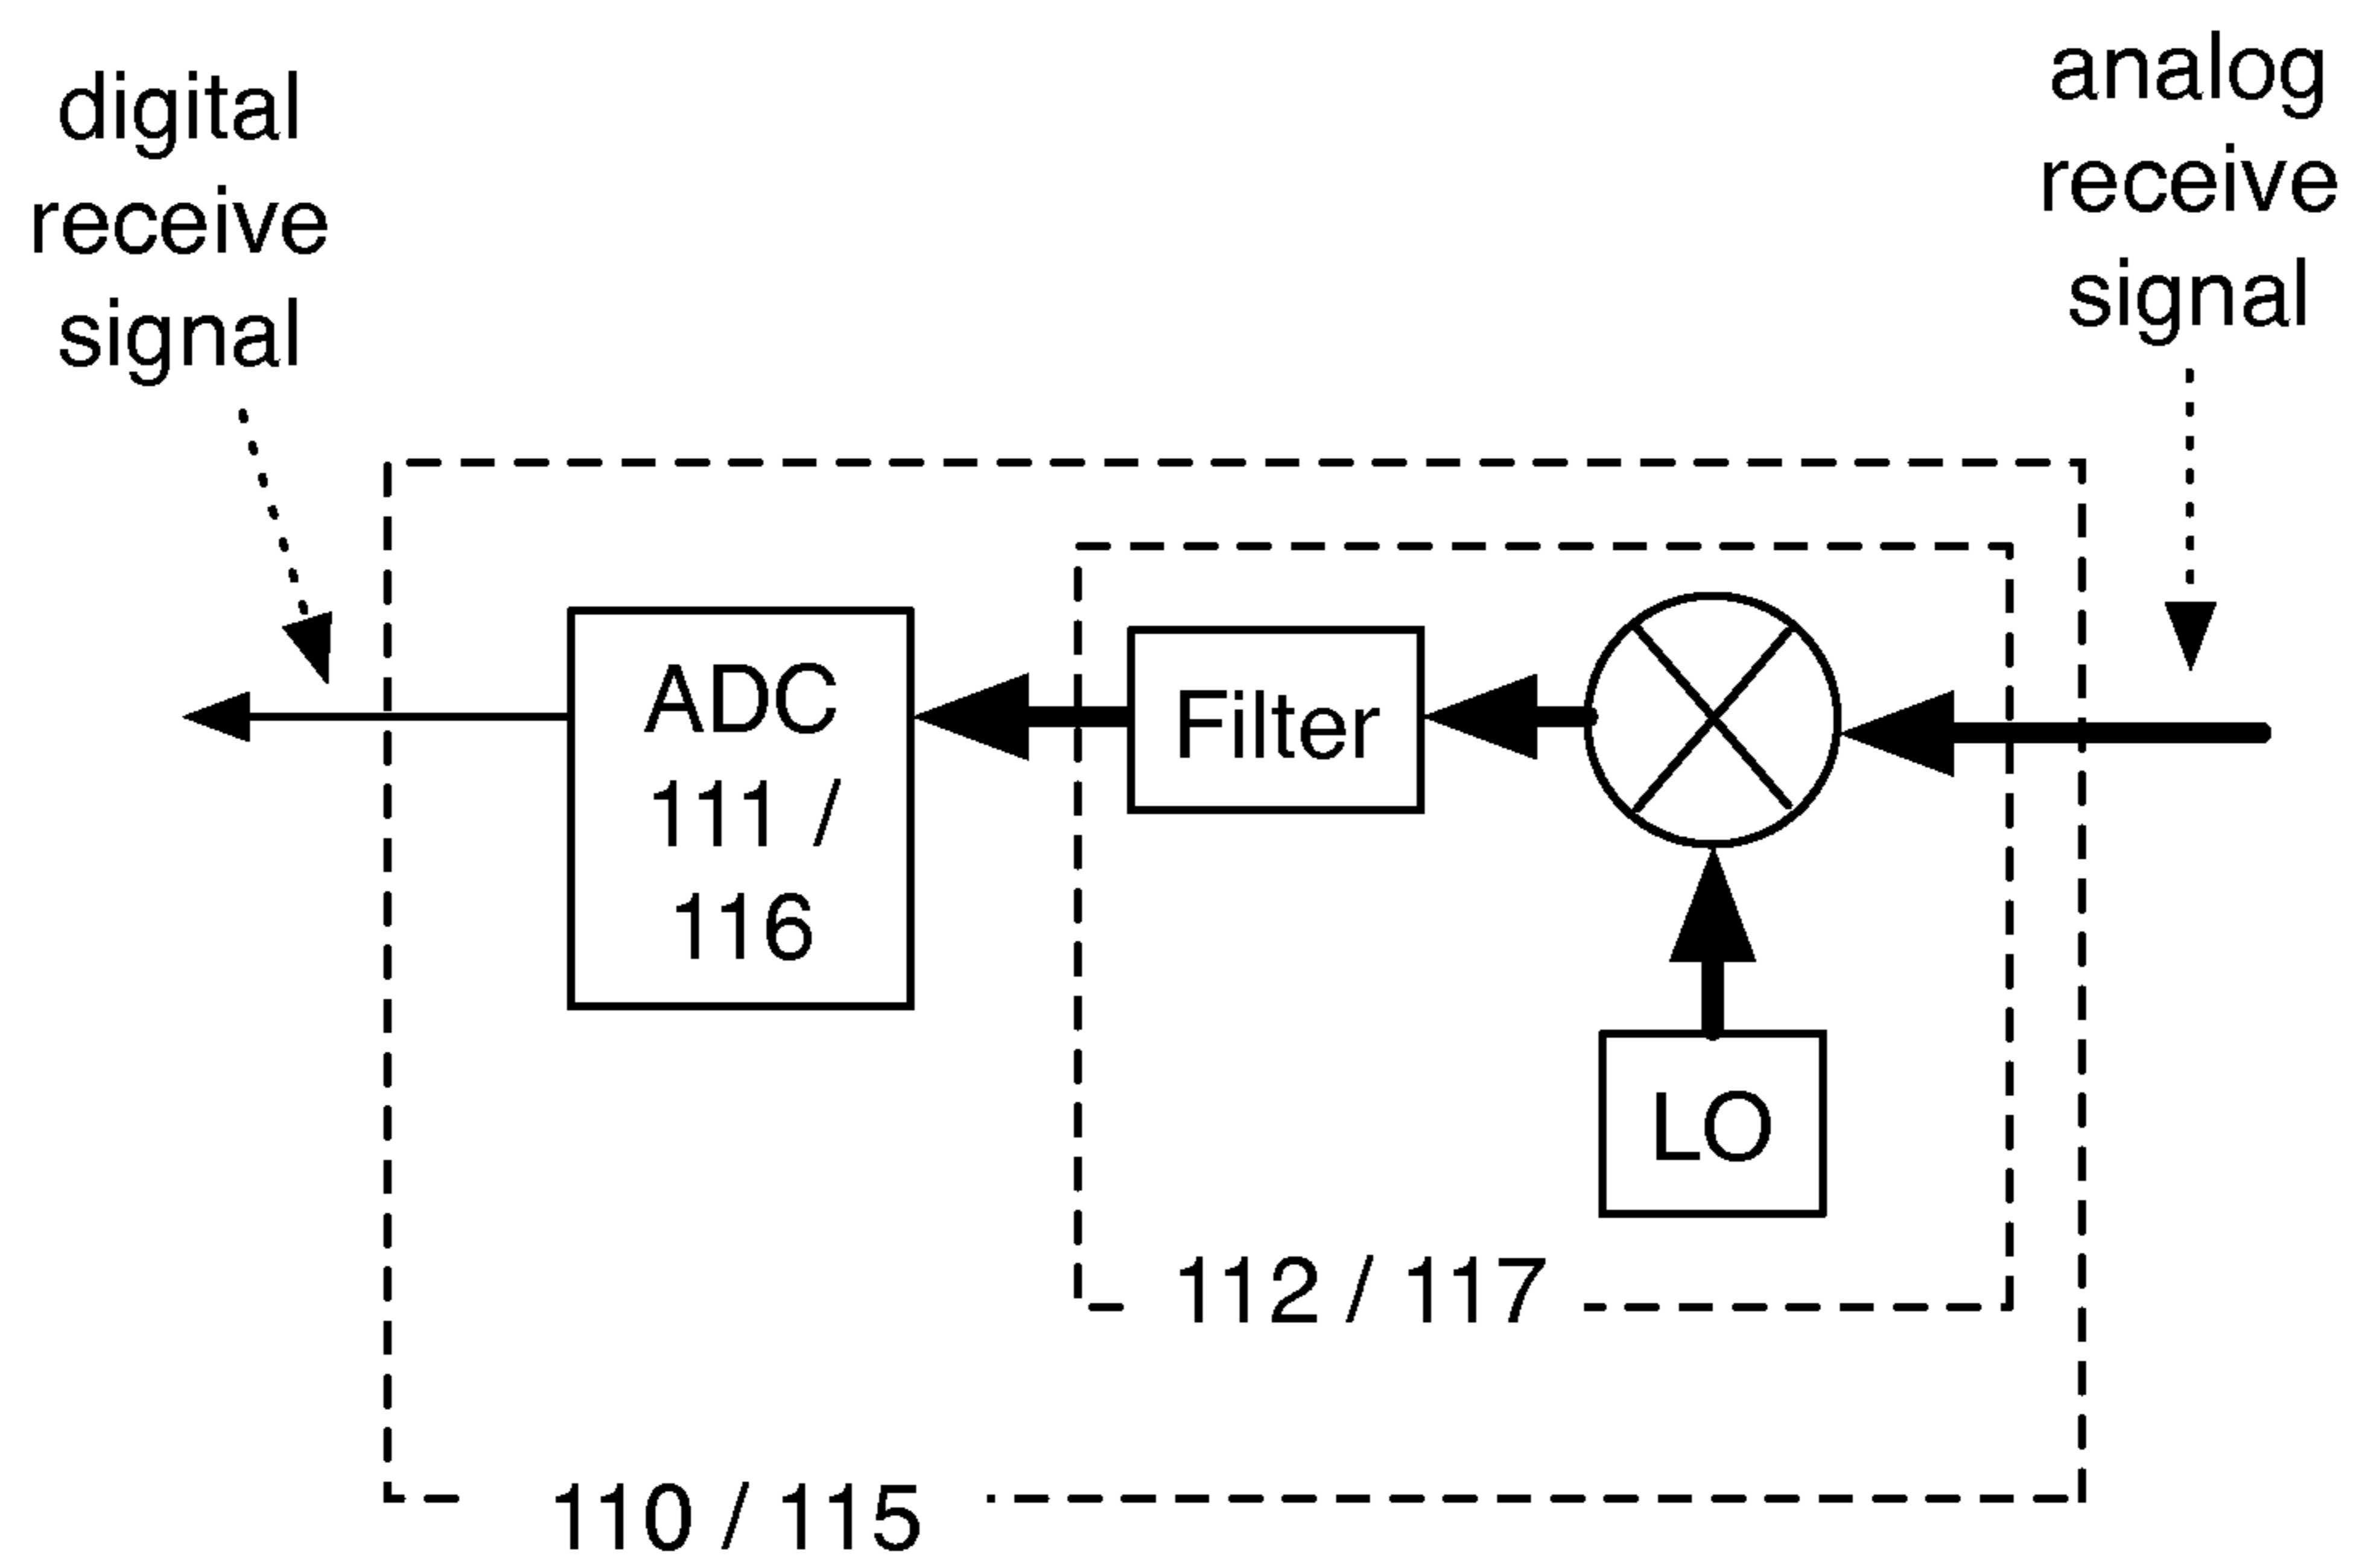 digital
receive
signal
analog
receive
signal
ADC
111 /
116
Filter
LO
112 / 117
110 / 115